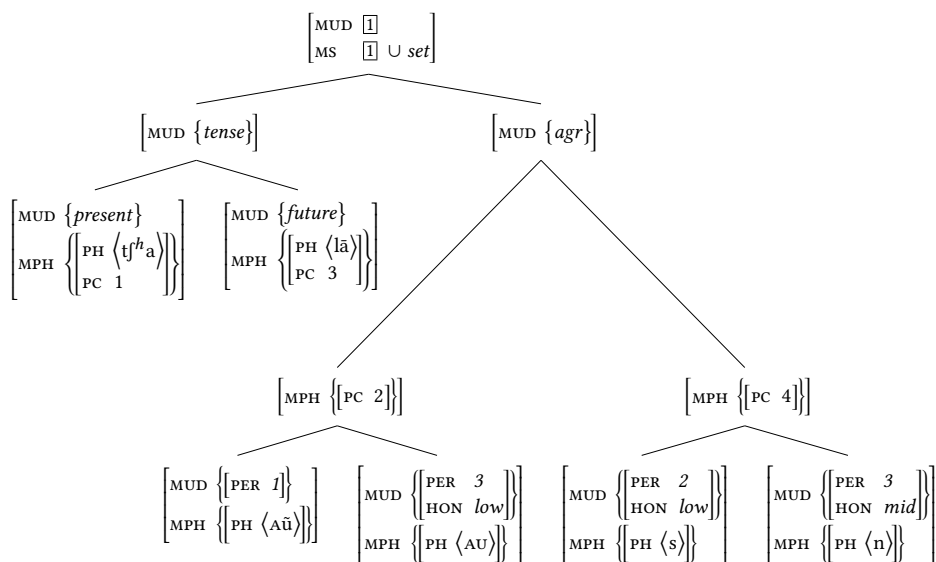 MUD 1
MS 1 ∪ set
MUD {tense}
MUD {agr}
MUD {present}
MPH {[PH ⟨tʃʰa⟩
PC 1]}
MUD {future}
MPH {[PH ⟨lā⟩
PC 3]}
MPH {[PC 2]}
MPH {[PC 4]}
MUD {[PER 1]}
MPH {[PH ⟨ᴀũ⟩]}
MUD {[PER 3
HON low]}
MPH {[PH ⟨ᴀᴜ⟩]}
MUD {[PER 2
HON low]}
MPH {[PH ⟨s⟩]}
MUD {[PER 3
HON mid]}
MPH {[PH ⟨n⟩]}